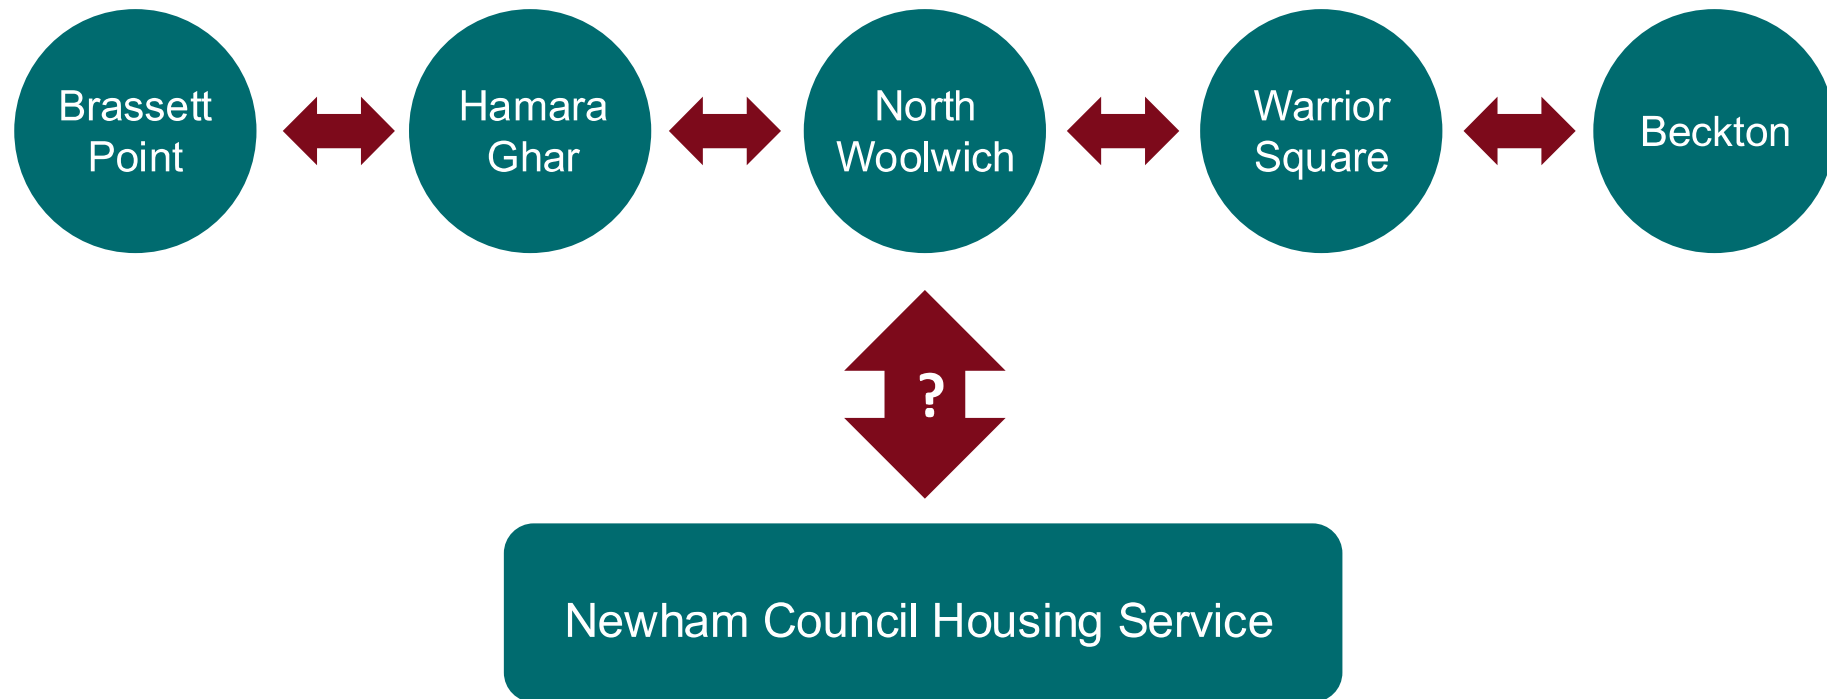 Brassett
Point
Hamara
Ghar
North
Woolwich
Warrior
Square
Beckton
?
Newham Council Housing Service